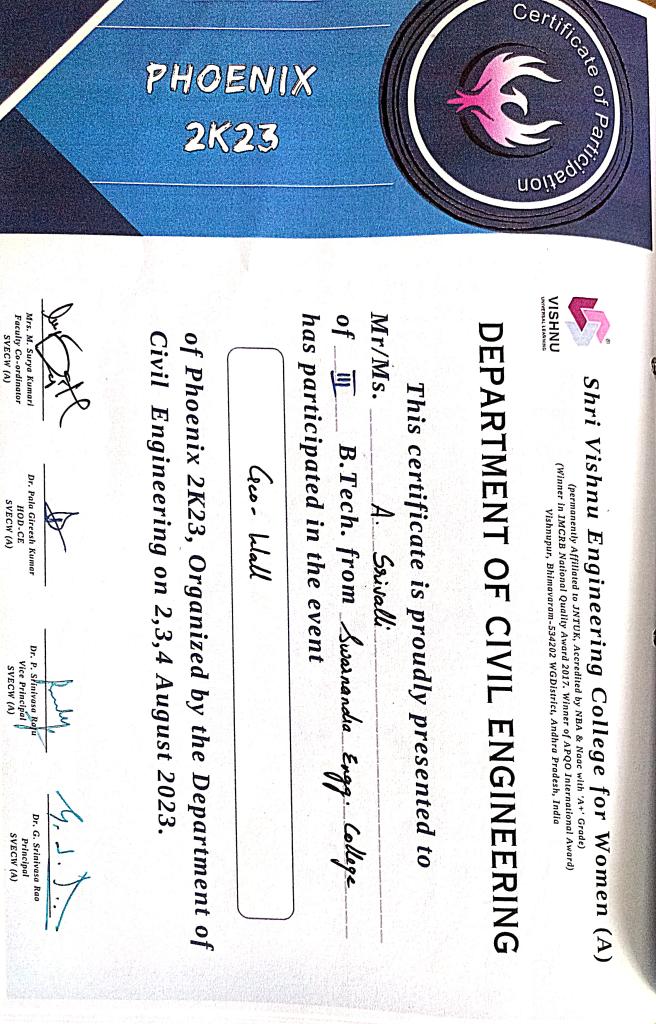 Certificate of Participation
PHOENIX
2K23
VISHNU
UNIVERSAL LEARNING
Shri Vishnu Engineering College for Women (A)
(permanently Affiliated to JNTUK, Accredited by NBA & Naac with 'A+' Grade)
(Winner in IMCRB National Quality Award 2017, Winner of APQO International Award)
Vishnupur, Bhimavaram-534202 WGDistrict, Andhra Pradesh, India
DEPARTMENT OF CIVIL ENGINEERING
This certificate is proudly presented to
Mr/Ms. A. Srivalli
of III B.Tech. from Swarnandra Engg. College
has participated in the event
Geo-Wall
of Phoenix 2K23, Organized by the Department of
Civil Engineering on 2,3,4 August 2023.
Mrs. M. Surya Kumari
Faculty Co-ordinator
SVECW (A)
Dr. Pala Gireesh Kumar
HOD-CE
SVECW (A)
Dr. P. Srinivasa Raju
Vice Principal
SVECW (A)
Dr. G. Srinivasa Rao
Principal
SVECW (A)